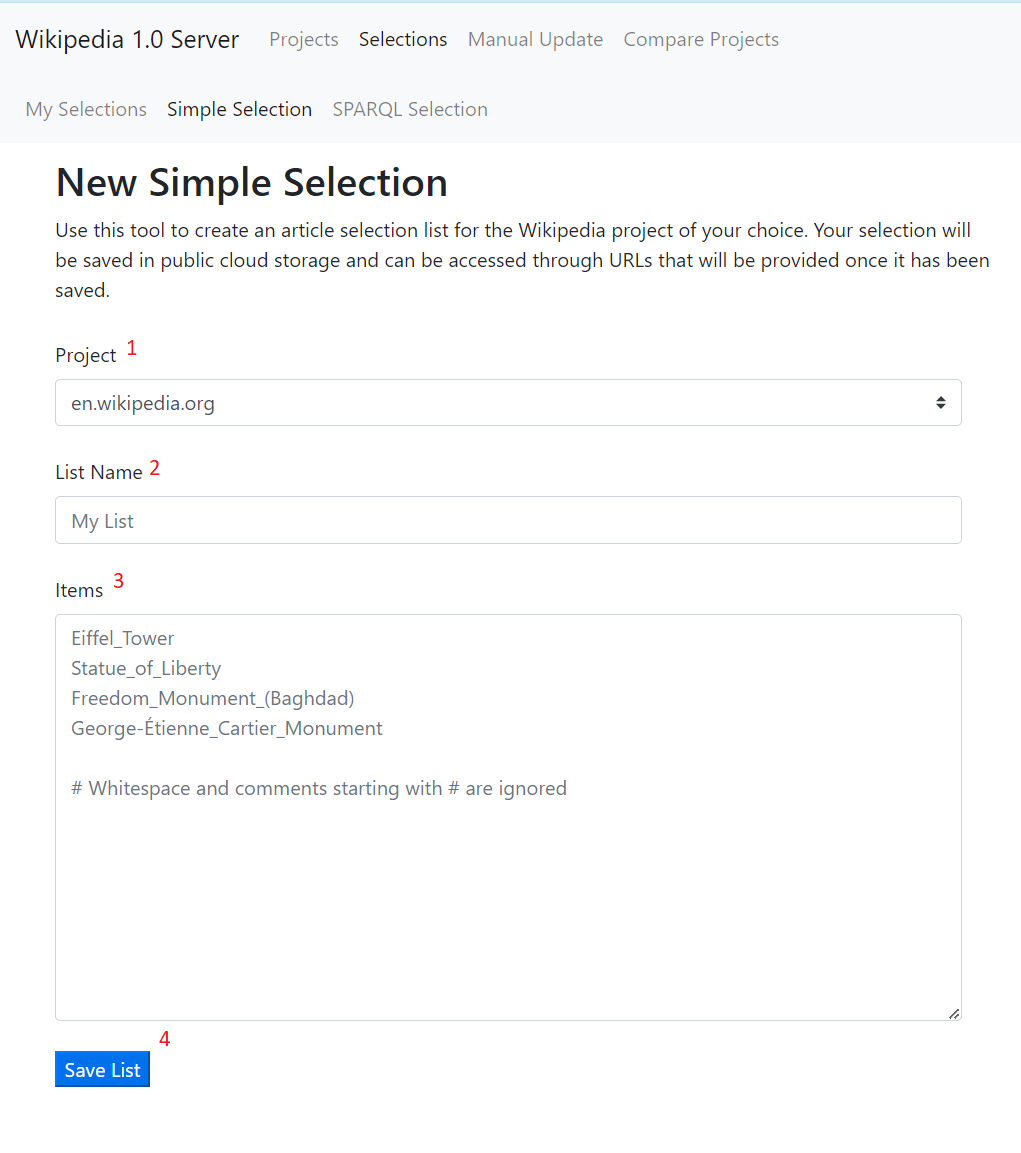 Wikipedia 1.0 Server Projects Selections Manual Update Compare Projects
My Selections Simple Selection SPARQL Selection
New Simple Selection
Use this tool to create an article selection list for the Wikipedia project of your choice. Your selection will
be saved in public cloud storage and can be accessed through URLs that will be provided once it has been
saved.
Project 1
en.wikipedia.org
List Name 2
My List
Items 3
Eiffel_Tower
Statue_of_Liberty
Freedom_Monument_(Baghdad)
George-Étienne_Cartier_Monument
# Whitespace and comments starting with # are ignored
4
Save List